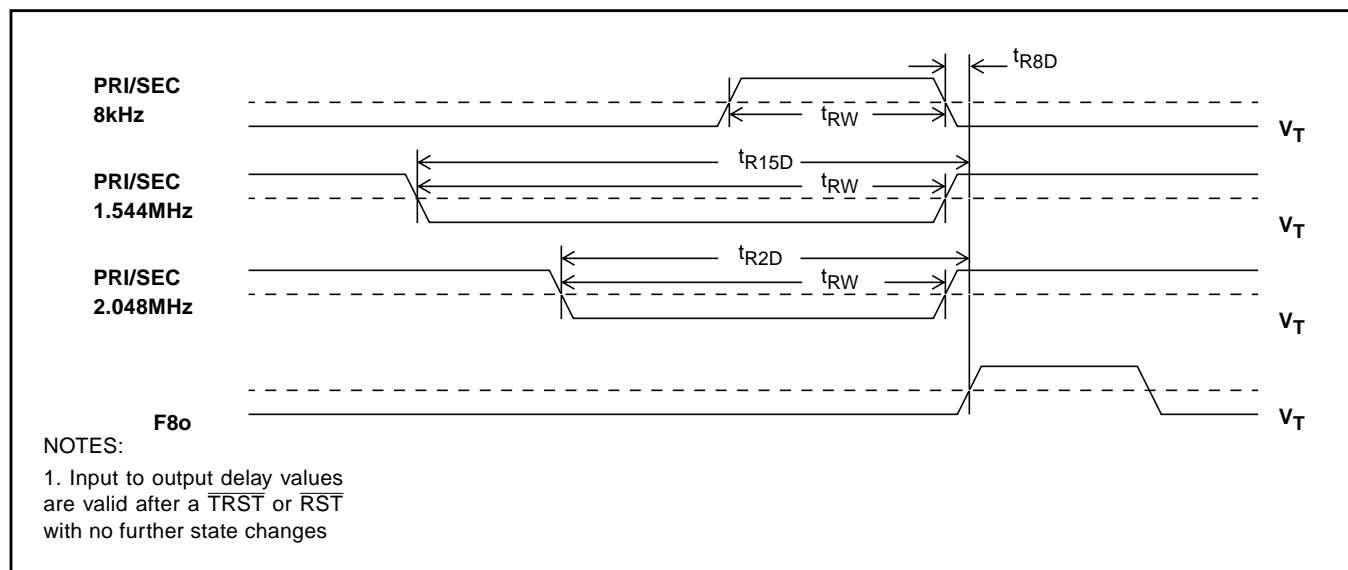 tR8D
PRI/SEC
8kHz
tRW
VT
tR15D
PRI/SEC
1.544MHz
tRW
VT
tR2D
PRI/SEC
2.048MHz
tRW
VT
F8o
VT
NOTES:
1. Input to output delay values
are valid after a TRST or RST
with no further state changes